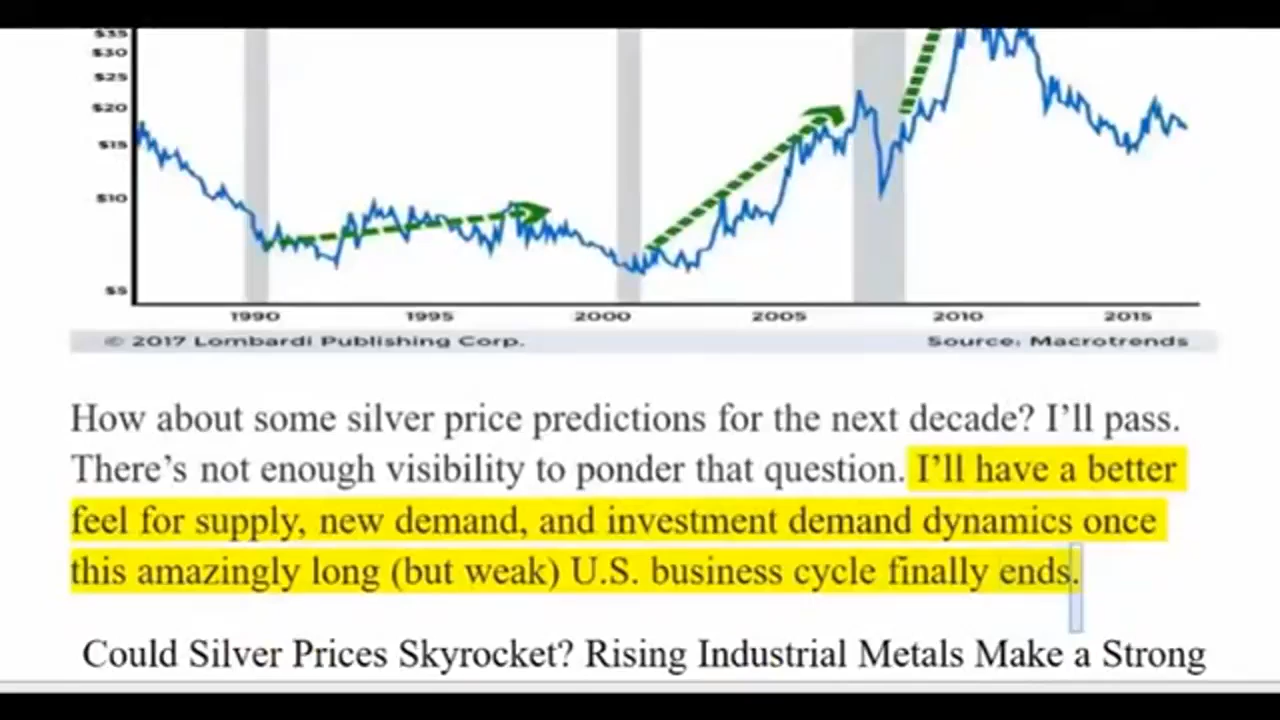 $35
$30
$25
$20
$15
$10
$5
1990 1995 2000 2005 2010 2015
© 2017 Lombardi Publishing Corp. Source: Macrotrends
How about some silver price predictions for the next decade? I’ll pass.
There’s not enough visibility to ponder that question. I’ll have a better
feel for supply, new demand, and investment demand dynamics once
this amazingly long (but weak) U.S. business cycle finally ends.
Could Silver Prices Skyrocket? Rising Industrial Metals Make a Strong